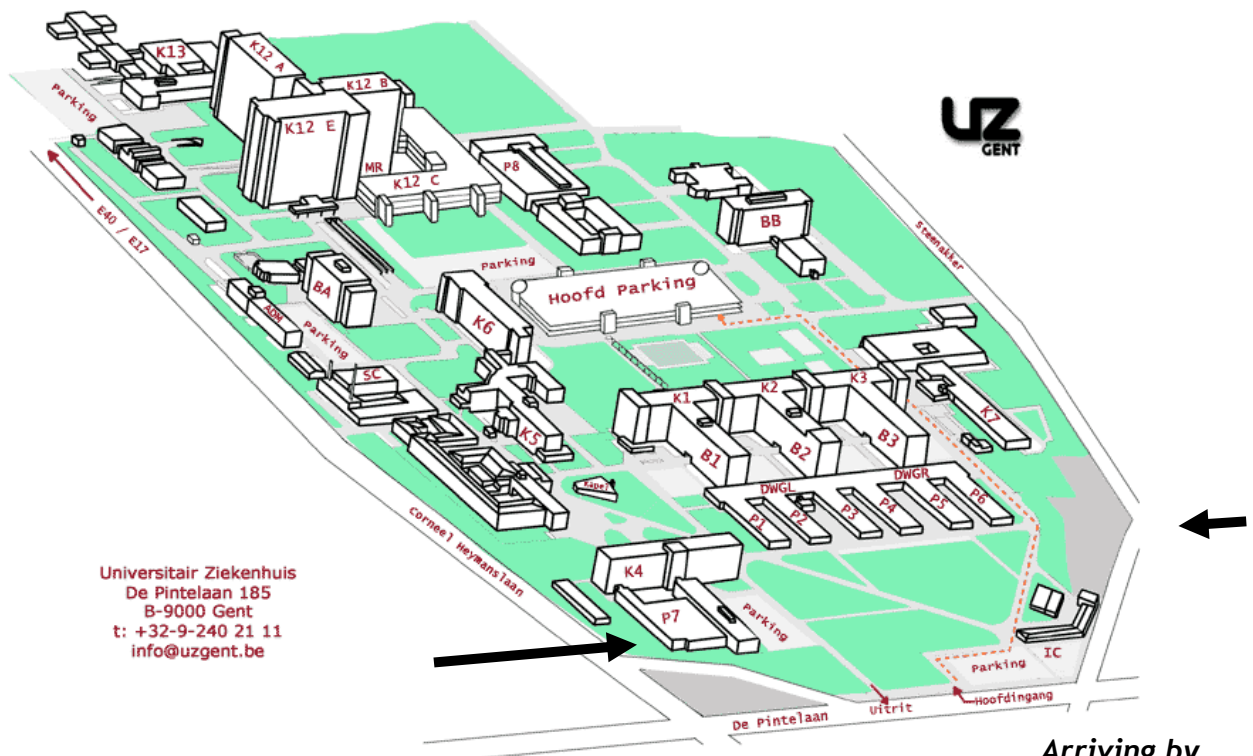 K13
K12 A
K12 B
K12 E
Parking
MR
K12 C
P8
UZ
GENT
BB
Steenakker
E40 / E17
Parking
Hoofd Parking
BA
ADM
Parking
K6
SC
K1
K2
K3
K7
K5
B1
B2
B3
Kapel
DWGL
DWGR
P1
P2
P3
P4
P5
P6
Corneel Heymanslaan
K4
P7
Parking
Universitair Ziekenhuis
De Pintelaan 185
B-9000 Gent
t: +32-9-240 21 11
info@uzgent.be
IC
Parking
Hoofdingang
Uitrit
De Pintelaan
Arriving by